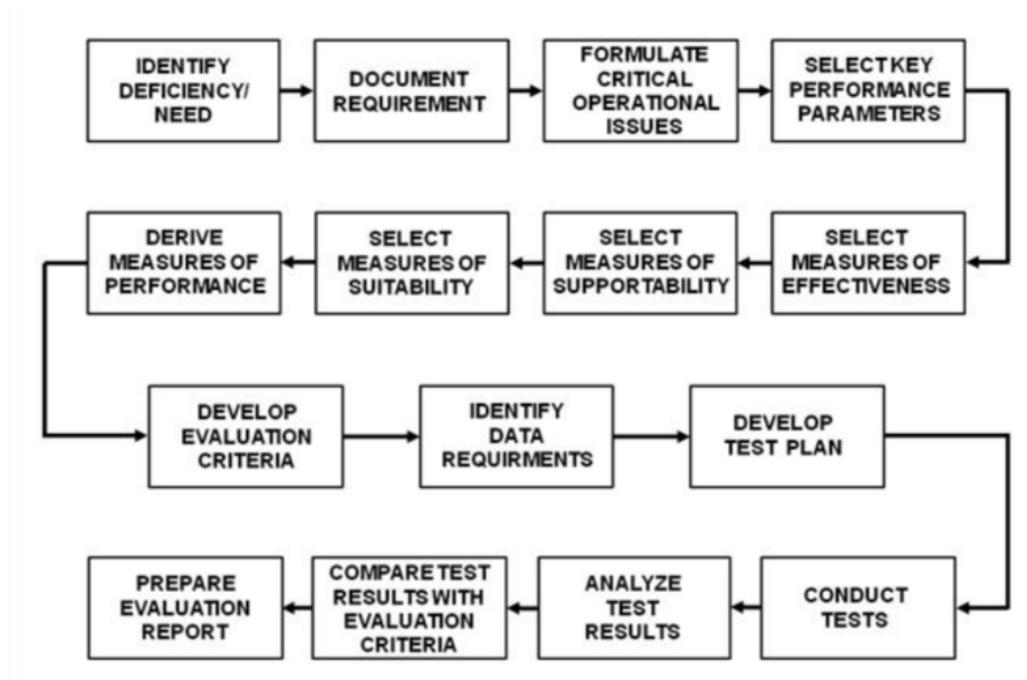 IDENTIFY
DEFICIENCY/
NEED
DOCUMENT
REQUIREMENT
FORMULATE
CRITICAL
OPERATIONAL
ISSUES
SELECT KEY
PERFORMANCE
PARAMETERS
SELECT
MEASURES OF
EFFECTIVENESS
SELECT
MEASURES OF
SUPPORTABILITY
SELECT
MEASURES OF
SUITABILITY
DERIVE
MEASURES OF
PERFORMANCE
DEVELOP
EVALUATION
CRITERIA
IDENTIFY
DATA
REQUIRMENTS
DEVELOP
TEST PLAN
CONDUCT
TESTS
ANALYZE
TEST
RESULTS
COMPARE TEST
RESULTS WITH
EVALUATION
CRITERIA
PREPARE
EVALUATION
REPORT